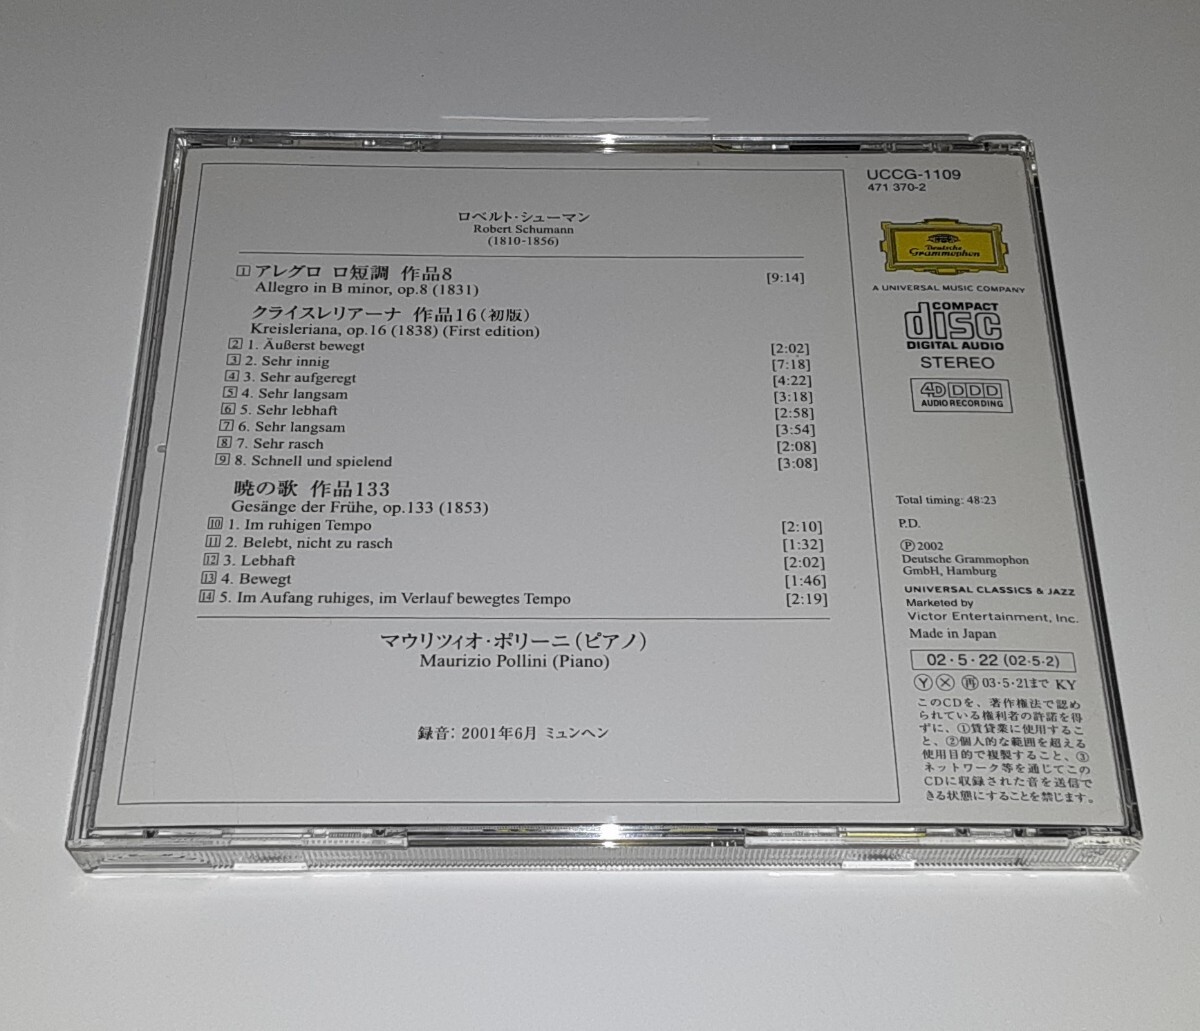 ロベルト・シューマン
Robert Schumann
(1810-1856)
1 アレグロ ロ短調 作品8 [9:14]
Allegro in B minor, op.8 (1831)
クライスレリアーナ 作品16(初版)
Kreisleriana, op.16 (1838) (First edition)
2 1. Äußerst bewegt [2:02]
3 2. Sehr innig [7:18]
4 3. Sehr aufgeregt [4:22]
5 4. Sehr langsam [3:18]
6 5. Sehr lebhaft [2:58]
7 6. Sehr langsam [3:54]
8 7. Sehr rasch [2:08]
9 8. Schnell und spielend [3:08]
暁の歌 作品133
Gesänge der Frühe, op.133 (1853)
10 1. Im ruhigen Tempo [2:10]
11 2. Belebt, nicht zu rasch [1:32]
12 3. Lebhaft [2:02]
13 4. Bewegt [1:46]
14 5. Im Aufang ruhiges, im Verlauf bewegtes Tempo [2:19]
マウリツィオ・ポリーニ(ピアノ)
Maurizio Pollini (Piano)
録音: 2001年6月 ミュンヘン
UCCG-1109
471 370-2
Deutsche
Grammophon
A UNIVERSAL MUSIC COMPANY
COMPACT
disc
DIGITAL AUDIO
STEREO
4D DDD
AUDIO RECORDING
Total timing: 48:23
P.D.
Ⓟ 2002
Deutsche Grammophon
GmbH, Hamburg
UNIVERSAL CLASSICS & JAZZ
Marketed by
Victor Entertainment, Inc.
Made in Japan
02・5・22 (02・5・2)
Ⓨ Ⓧ ㊢ 03・5・21まで KY
このCDを、著作権法で認め
られている権利者の許諾を得
ずに、①賃貸業に使用するこ
と、②個人的な範囲を超える
使用目的で複製すること、③
ネットワーク等を通じてこの
CDに収録された音を送信で
きる状態にすることを禁じます。